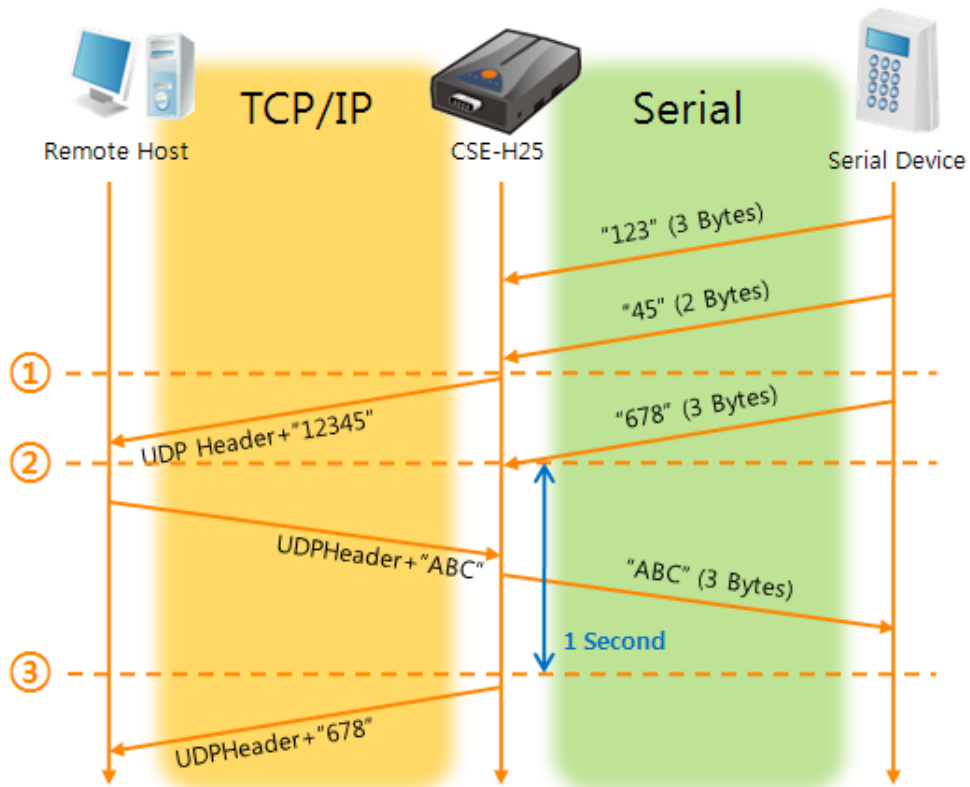 TCP/IP
Serial
Remote Host
CSE-H25
Serial Device
"123" (3 Bytes)
"45" (2 Bytes)
①
UDP Header+"12345"
"678" (3 Bytes)
②
UDPHeader+"ABC"
"ABC" (3 Bytes)
1 Second
③
UDPHeader+"678"